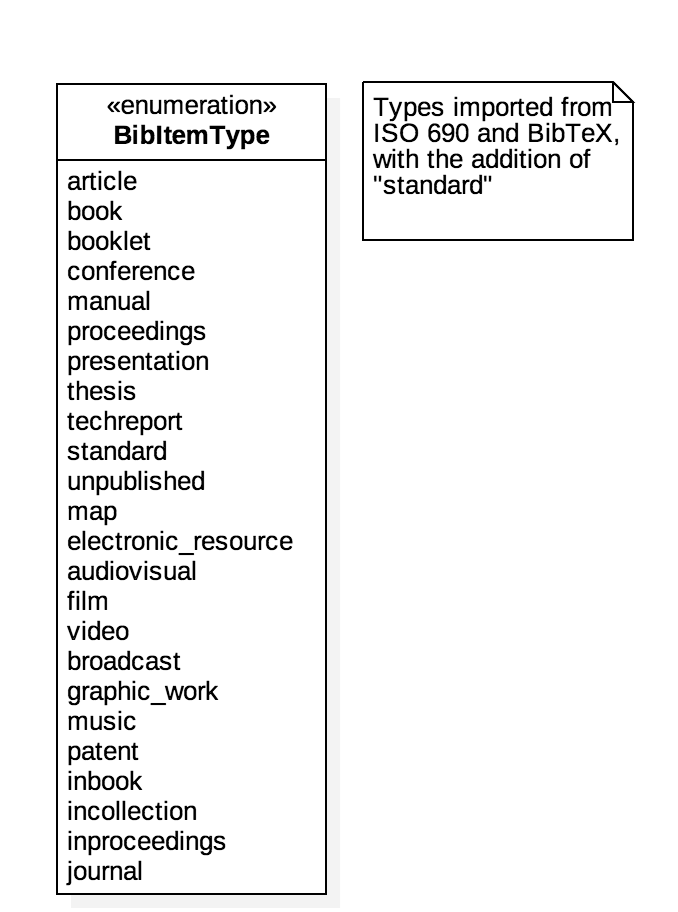 «enumeration»
BibItemType
article
book
booklet
conference
manual
proceedings
presentation
thesis
techreport
standard
unpublished
map
electronic_resource
audiovisual
film
video
broadcast
graphic_work
music
patent
inbook
incollection
inproceedings
journal
Types imported from
ISO 690 and BibTeX,
with the addition of
"standard"